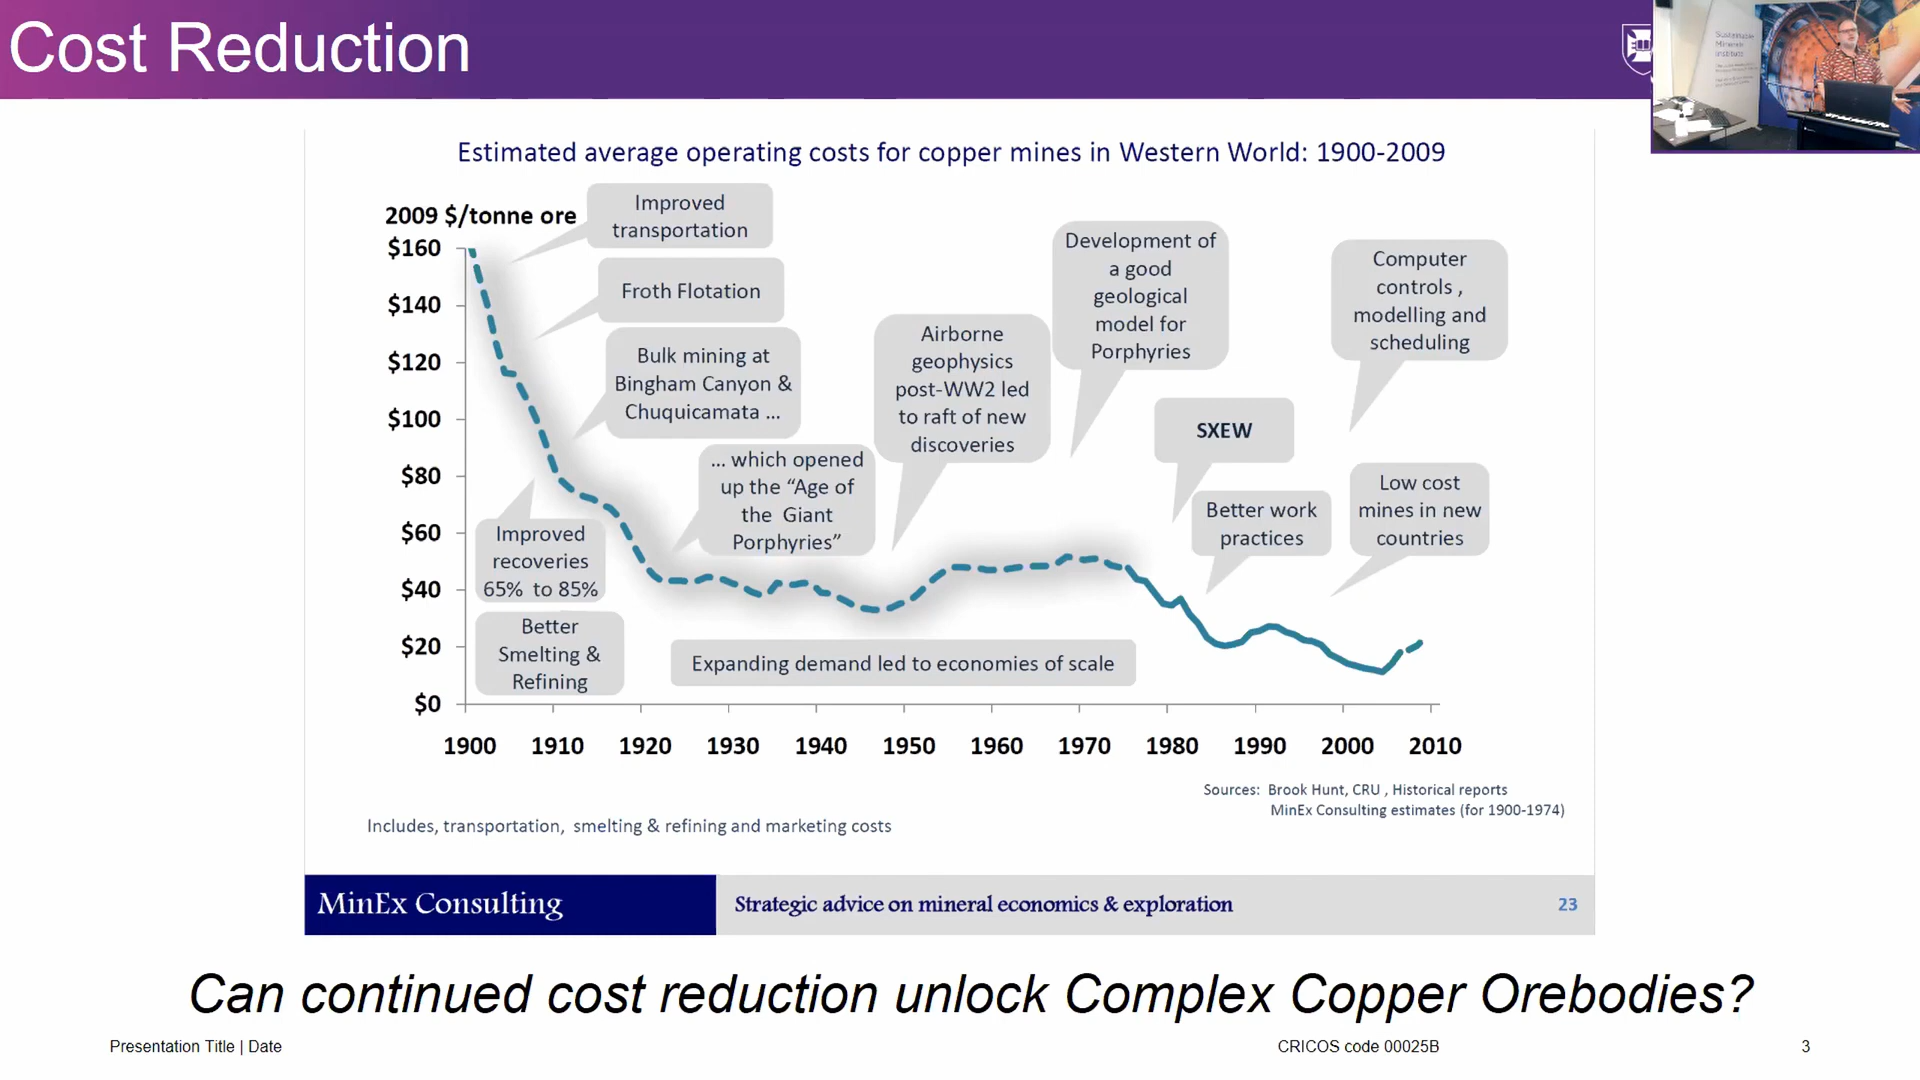 Cost Reduction
Sustainable
Minerals
Institute
Estimated average operating costs for copper mines in Western World: 1900-2009
2009 $/tonne ore
$160
$140
$120
$100
$80
$60
$40
$20
$0
Improved
transportation
Froth Flotation
Bulk mining at
Bingham Canyon &
Chuquicamata ...
... which opened
up the “Age of
the Giant
Porphyries”
Airborne
geophysics
post-WW2 led
to raft of new
discoveries
Development of
a good
geological
model for
Porphyries
SXEW
Better work
practices
Computer
controls ,
modelling and
scheduling
Low cost
mines in new
countries
Improved
recoveries
65% to 85%
Better
Smelting &
Refining
Expanding demand led to economies of scale
1900 1910 1920 1930 1940 1950 1960 1970 1980 1990 2000 2010
Sources: Brook Hunt, CRU , Historical reports
MinEx Consulting estimates (for 1900-1974)
Includes, transportation, smelting & refining and marketing costs
MinEx Consulting
Strategic advice on mineral economics & exploration
23
Can continued cost reduction unlock Complex Copper Orebodies?
Presentation Title | Date
CRICOS code 00025B
3